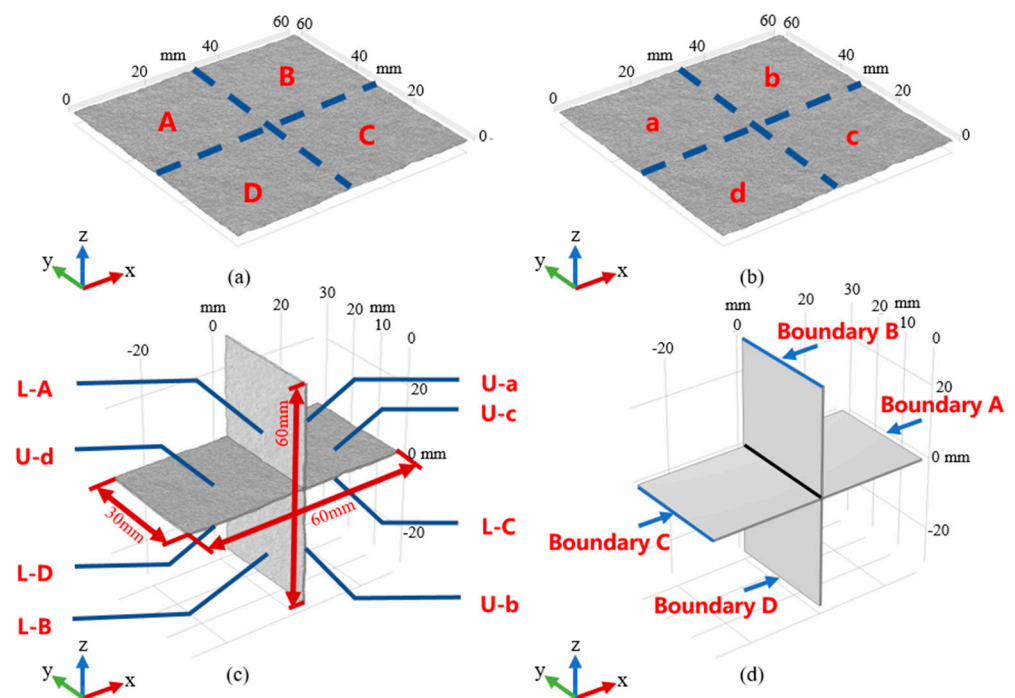 60 60
mm 40
40 mm
20
20
0
0
A
B
C
D
z
y
x
(a)
60 60
mm 40
40 mm
20
20
0
0
a
b
c
d
z
y
x
(b)
mm
0
20
30
20 mm
10
0
-20
20
0 mm
-20
L-A
U-d
L-D
L-B
U-a
U-c
L-C
U-b
60mm
60mm
30mm
z
y
x
(c)
mm
0
20
30
20 mm
10
0
-20
20
0 mm
-20
Boundary B
Boundary A
Boundary C
Boundary D
z
y
x
(d)